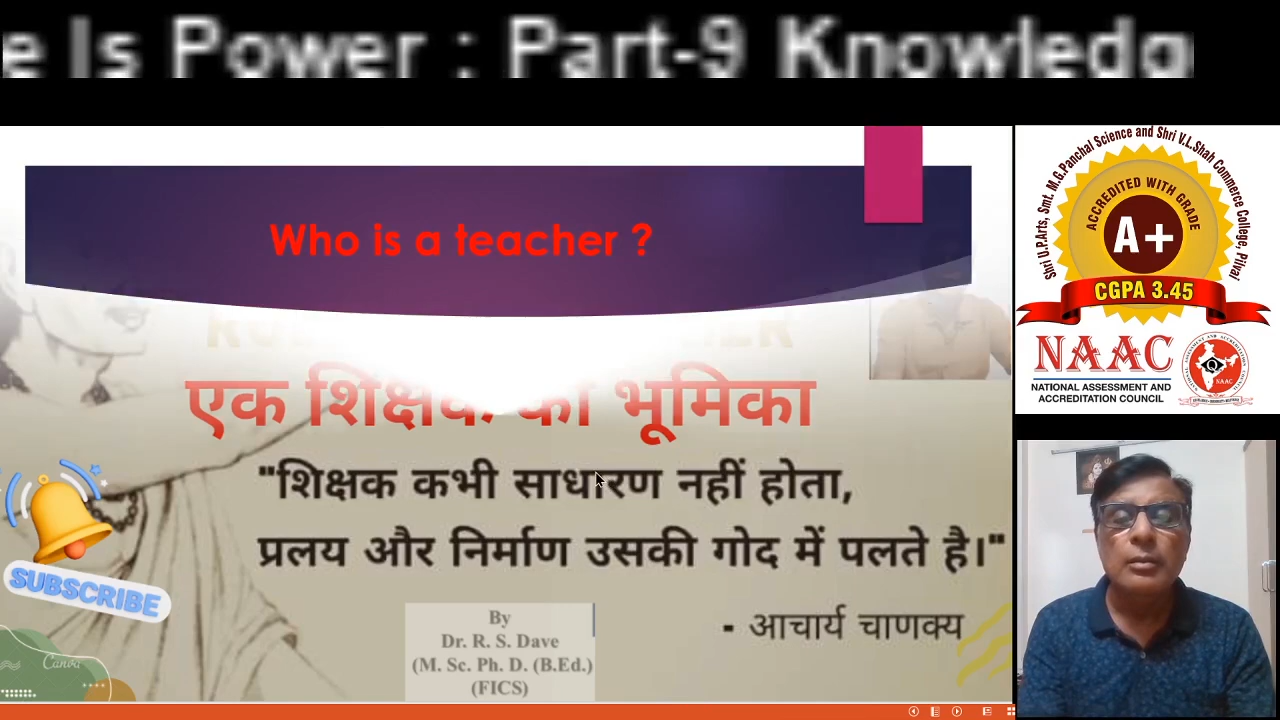 e Is Power : Part-9 Knowledg
Who is a teacher ?
एक शिक्षक की भूमिका
"शिक्षक कभी साधारण नहीं होता,
प्रलय और निर्माण उसकी गोद में पलते है।"
- आचार्य चाणक्य
By
Dr. R. S. Dave
(M. Sc. Ph. D. (B.Ed.)
(FICS)
SUBSCRIBE
Canva
Shri U.P.Arts, Smt. M.G.Panchal Science and Shri V.L.Shah Commerce College, Pilvai
ACCREDITED WITH GRADE
A+
CGPA 3.45
NAAC
NATIONAL ASSESSMENT AND
ACCREDITATION COUNCIL
NAAC